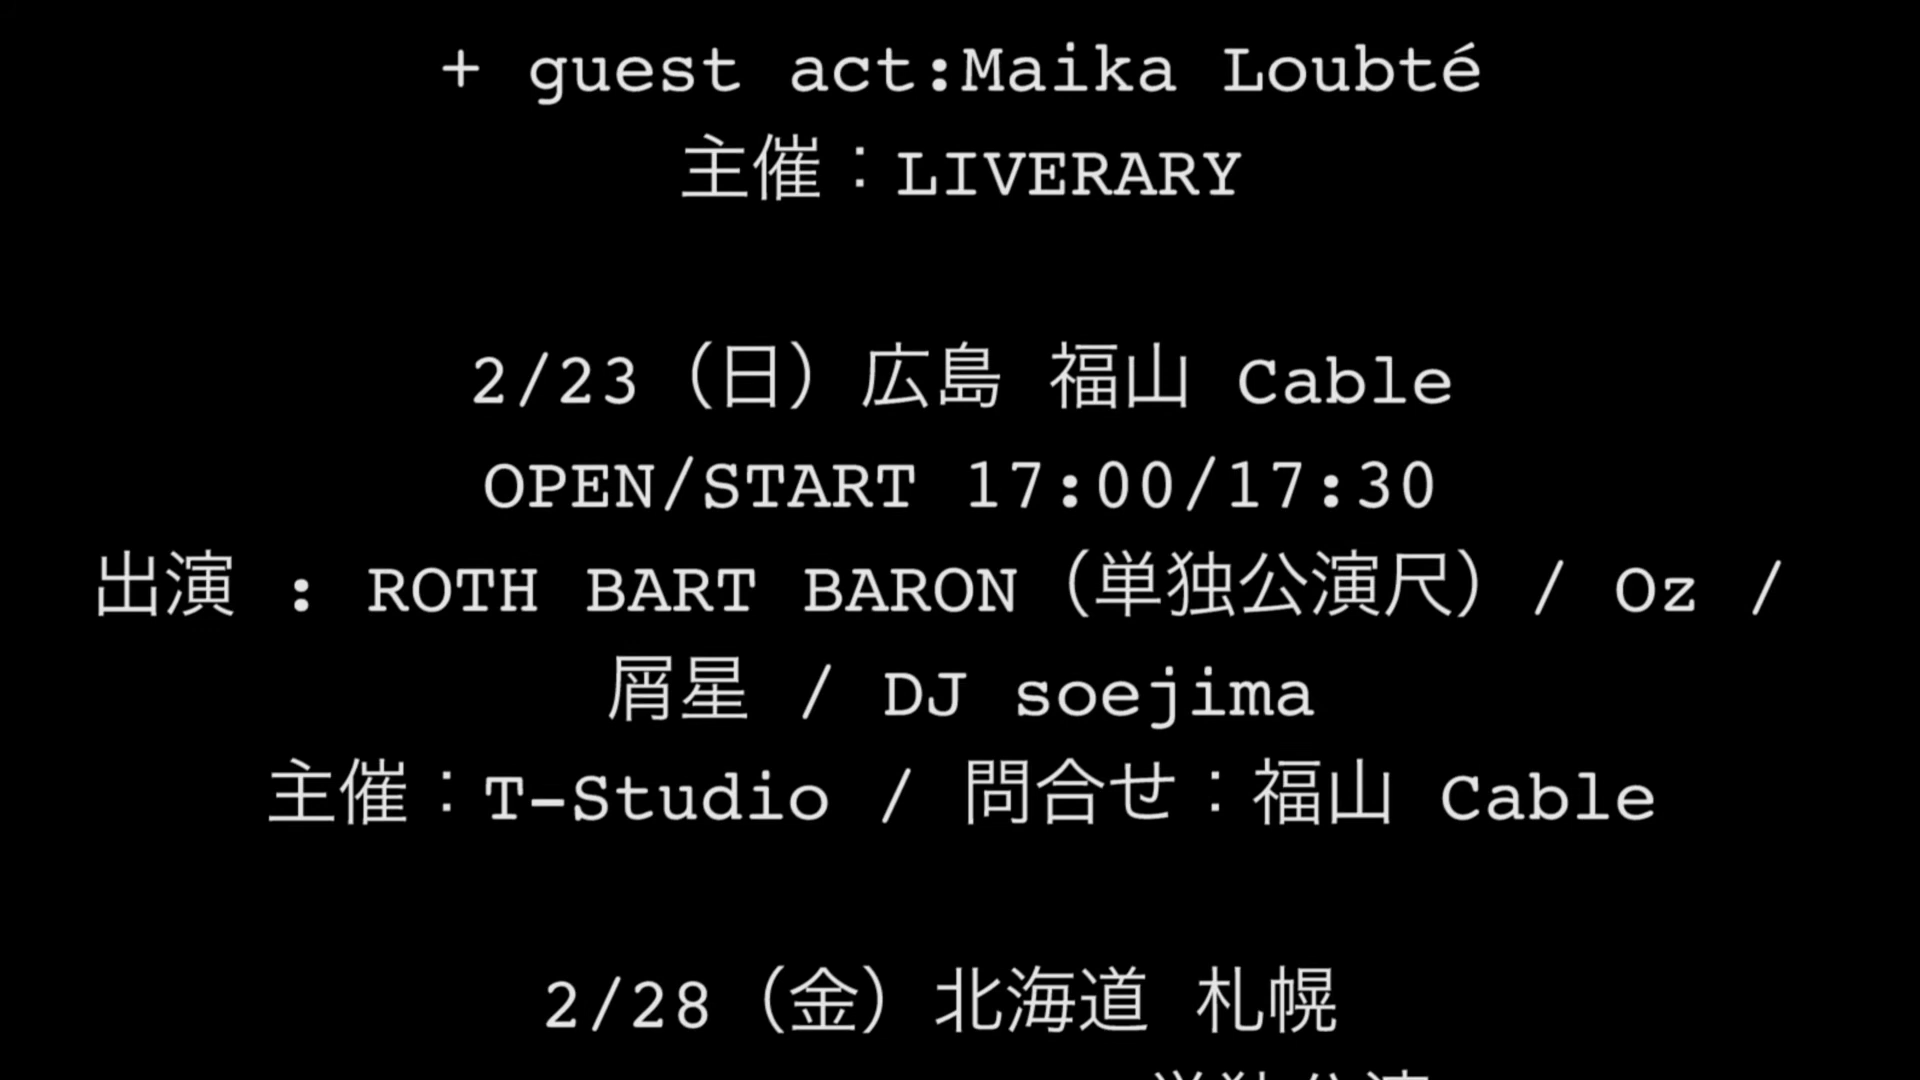 + guest act:Maika Loubté
主催：LIVERARY
2/23（日）広島 福山 Cable
OPEN/START 17:00/17:30
出演 : ROTH BART BARON（単独公演尺）/ Oz /
屑星 / DJ soejima
主催：T-Studio / 問合せ：福山 Cable
2/28（金）北海道 札幌